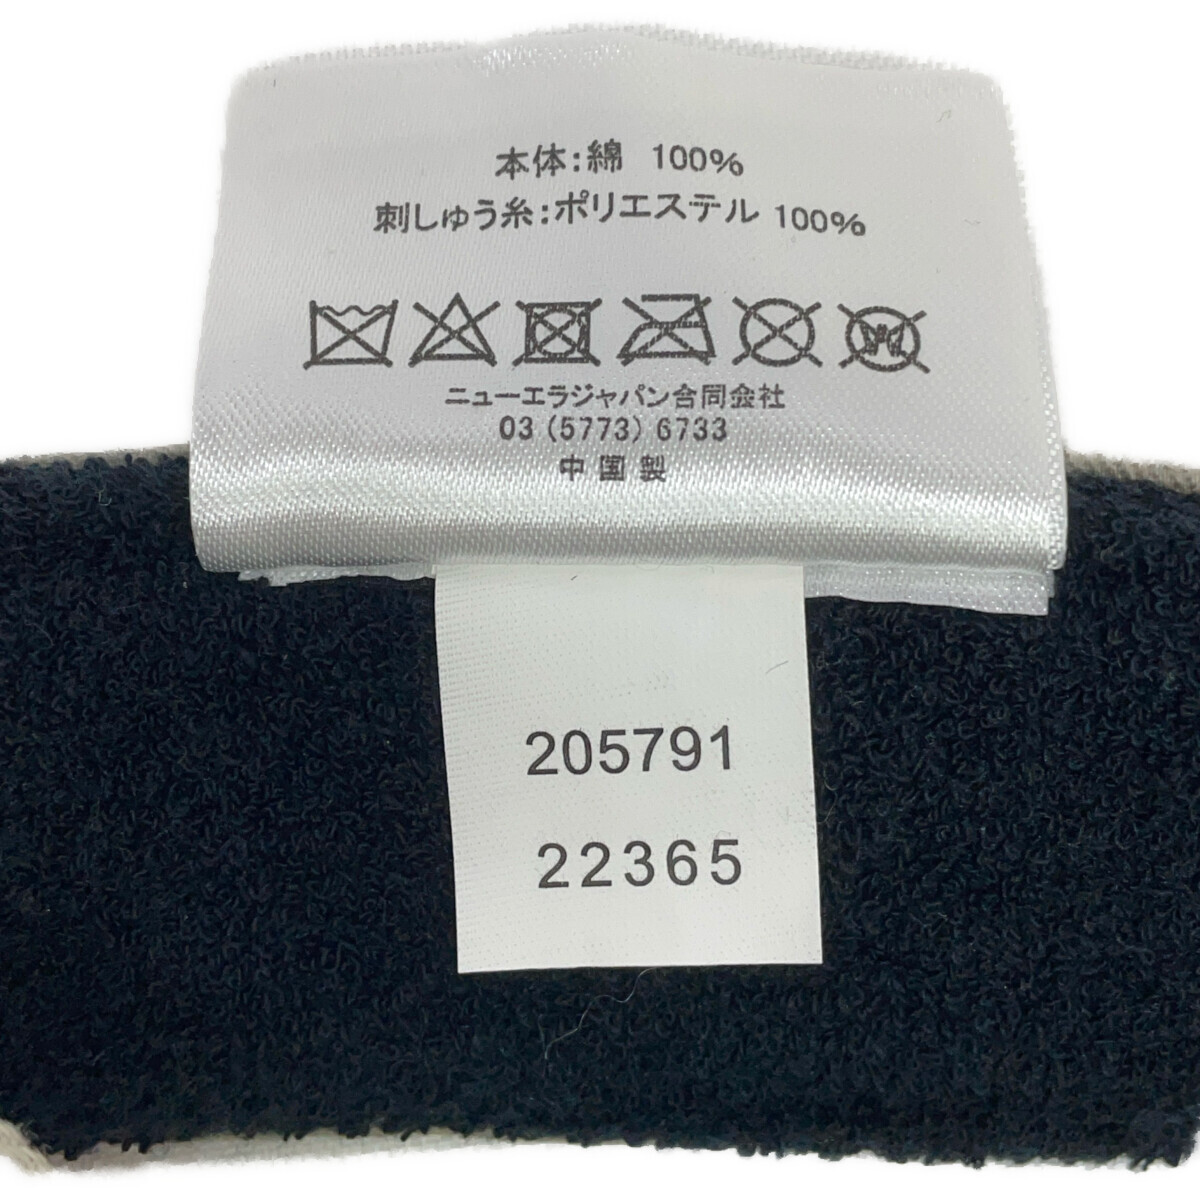 本体:綿 100%
刺しゅう糸:ポリエステル 100%
W
ニューエラジャパン合同会社
03 (5773) 6733
中国製
205791
22365